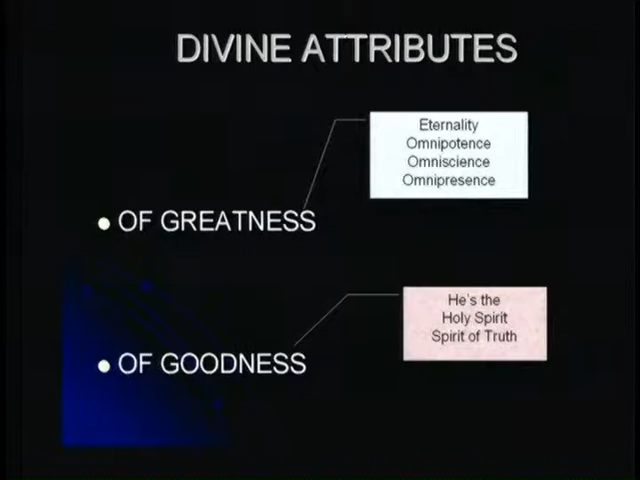 DIVINE ATTRIBUTES
Eternality
Omnipotence
Omniscience
Omnipresence
• OF GREATNESS
He's the
Holy Spirit
Spirit of Truth
• OF GOODNESS